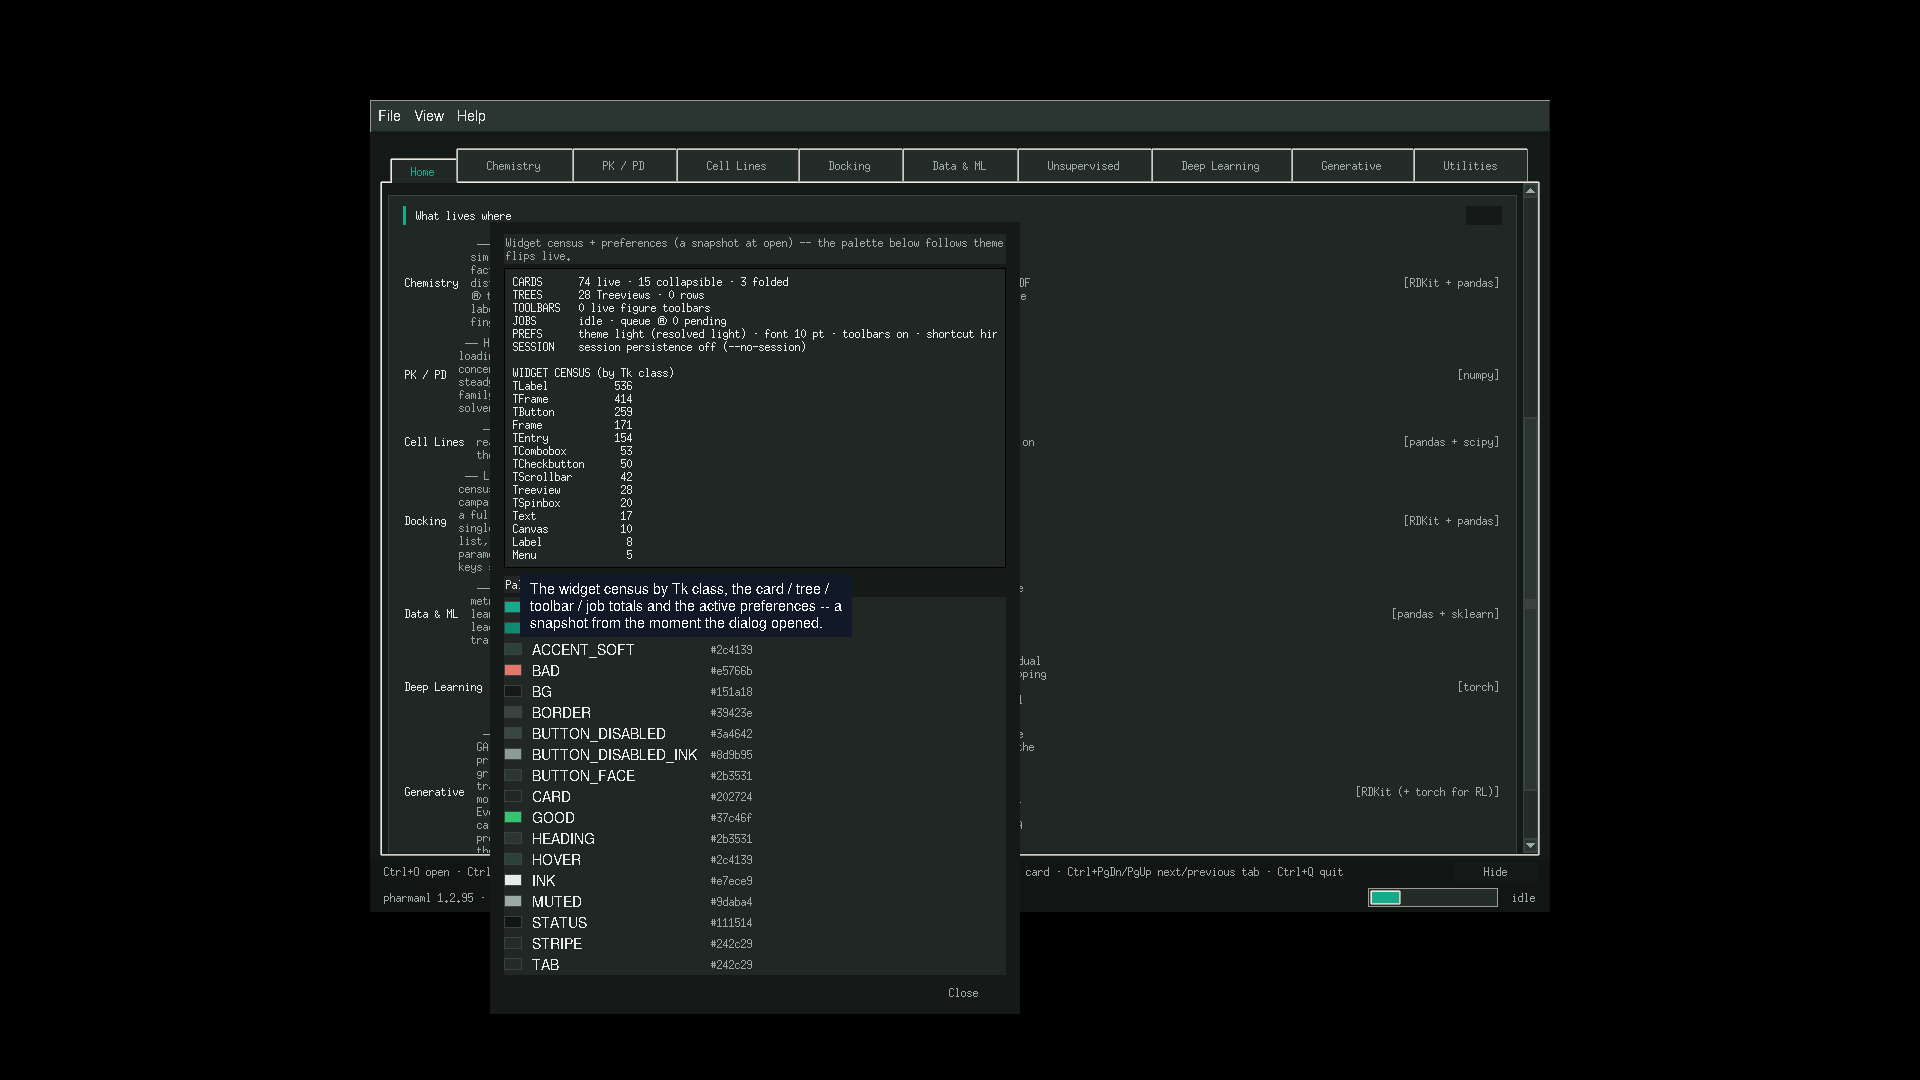 File View Help
Home Chemistry PK / PD Cell Lines Docking Data & ML Unsupervised Deep Learning Generative Utilities
What lives where
Widget census + preferences (a snapshot at open) -- the palette below follows theme
flips live.
CARDS 74 live · 15 collapsible · 3 folded
TREES 28 Treeviews · 0 rows
TOOLBARS 0 live figure toolbars
JOBS idle · queue ® 0 pending
PREFS theme light (resolved light) · font 10 pt · toolbars on · shortcut hir
SESSION session persistence off (--no-session)
WIDGET CENSUS (by Tk class)
TLabel 536
TFrame 414
TButton 259
Frame 171
TEntry 154
TCombobox 53
TCheckbutton 50
TScrollbar 42
Treeview 28
TSpinbox 20
Text 17
Canvas 10
Label 8
Menu 5
The widget census by Tk class, the card / tree /
toolbar / job totals and the active preferences -- a
snapshot from the moment the dialog opened.
ACCENT_SOFT #2c4139
BAD #e5766b
BG #151a18
BORDER #39423e
BUTTON_DISABLED #3a4642
BUTTON_DISABLED_INK #8d9b95
BUTTON_FACE #2b3531
CARD #202724
GOOD #37c46f
HEADING #2b3531
HOVER #2c4139
INK #e7ece9
MUTED #9daba4
STATUS #111514
STRIPE #242c29
TAB #242c29
Close
Chemistry [RDKit + pandas]
PK / PD [numpy]
Cell Lines [pandas + scipy]
Docking [RDKit + pandas]
Data & ML [pandas + sklearn]
Deep Learning [torch]
Generative [RDKit (+ torch for RL)]
Ctrl+O open · Ctrl
card · Ctrl+PgDn/PgUp next/previous tab · Ctrl+Q quit Hide
pharmaml 1.2.95 · idle